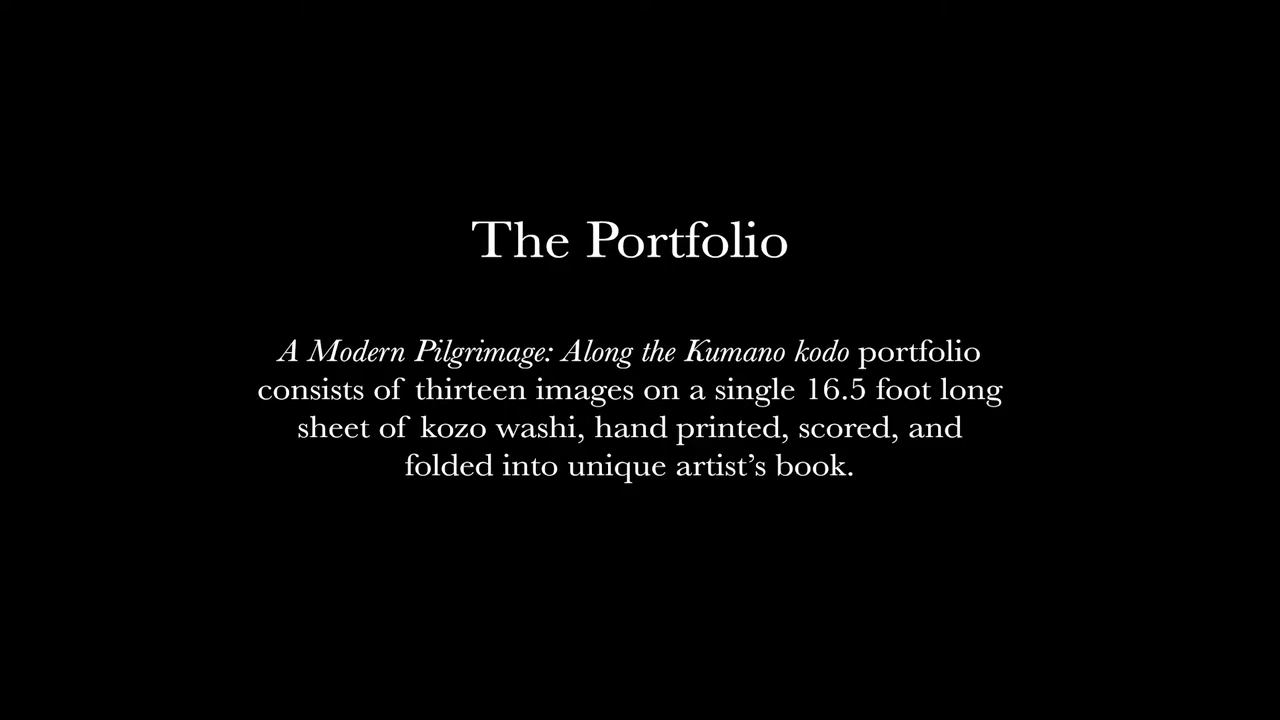 The Portfolio
A Modern Pilgrimage: Along the Kumano kodo portfolio
consists of thirteen images on a single 16.5 foot long
sheet of kozo washi, hand printed, scored, and
folded into unique artist’s book.